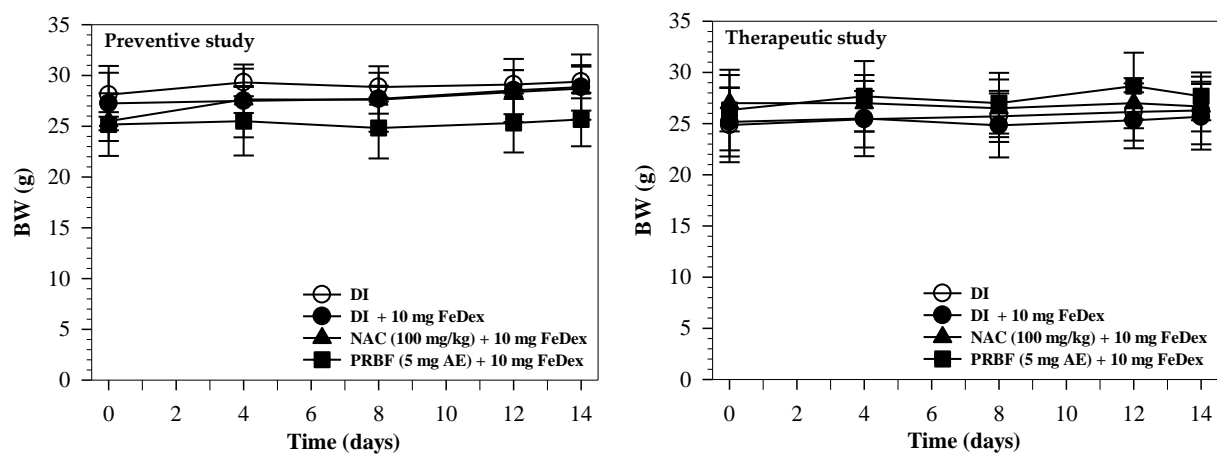 Preventive study
35
30
25
20
15
10
5
0
BW (g)
DI
DI + 10 mg FeDex
NAC (100 mg/kg) + 10 mg FeDex
PRBF (5 mg AE) + 10 mg FeDex
0 2 4 6 8 10 12 14
Time (days)
Therapeutic study
35
30
25
20
15
10
5
0
BW (g)
DI
DI + 10 mg FeDex
NAC (100 mg/kg) + 10 mg FeDex
PRBF (5 mg AE) + 10 mg FeDex
0 2 4 6 8 10 12 14
Time (days)